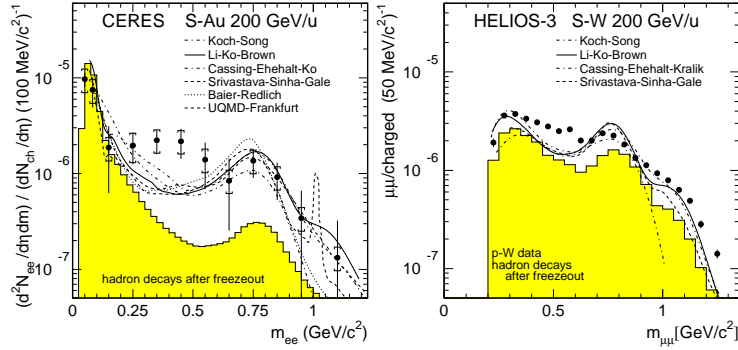 CERES S-Au 200 GeV/u
Koch-Song
Li-Ko-Brown
Cassing-Ehehalt-Ko
Srivastava-Sinha-Gale
Baier-Redlich
UQMD-Frankfurt
(d²N_ee /dηdm) / (dN_ch /dη) (100 MeV/c²)⁻¹
10⁻⁵
10⁻⁶
10⁻⁷
hadron decays after freezeout
0 0.25 0.5 0.75 1
m_ee (GeV/c²)
HELIOS-3 S-W 200 GeV/u
Koch-Song
Li-Ko-Brown
Cassing-Ehehalt-Kralik
Srivastava-Sinha-Gale
μμ/charged (50 MeV/c²)⁻¹
10⁻⁵
10⁻⁶
10⁻⁷
p-W data
hadron decays
after freezeout
0 0.5 1
m_μμ[GeV/c²]